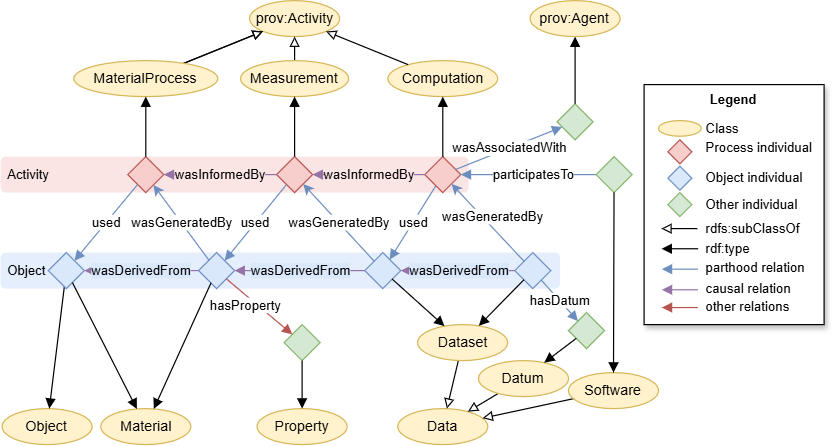 prov:Activity
prov:Agent
MaterialProcess
Measurement
Computation
Legend
Class
Process individual
Object individual
Other individual
rdfs:subClassOf
rdf:type
parthood relation
causal relation
other relations
wasAssociatedWith
Activity
wasInformedBy
wasInformedBy
participatesTo
used
wasGeneratedBy
used
wasGeneratedBy
used
wasGeneratedBy
Object
wasDerivedFrom
wasDerivedFrom
wasDerivedFrom
hasProperty
hasDatum
Dataset
Datum
Software
Object
Material
Property
Data